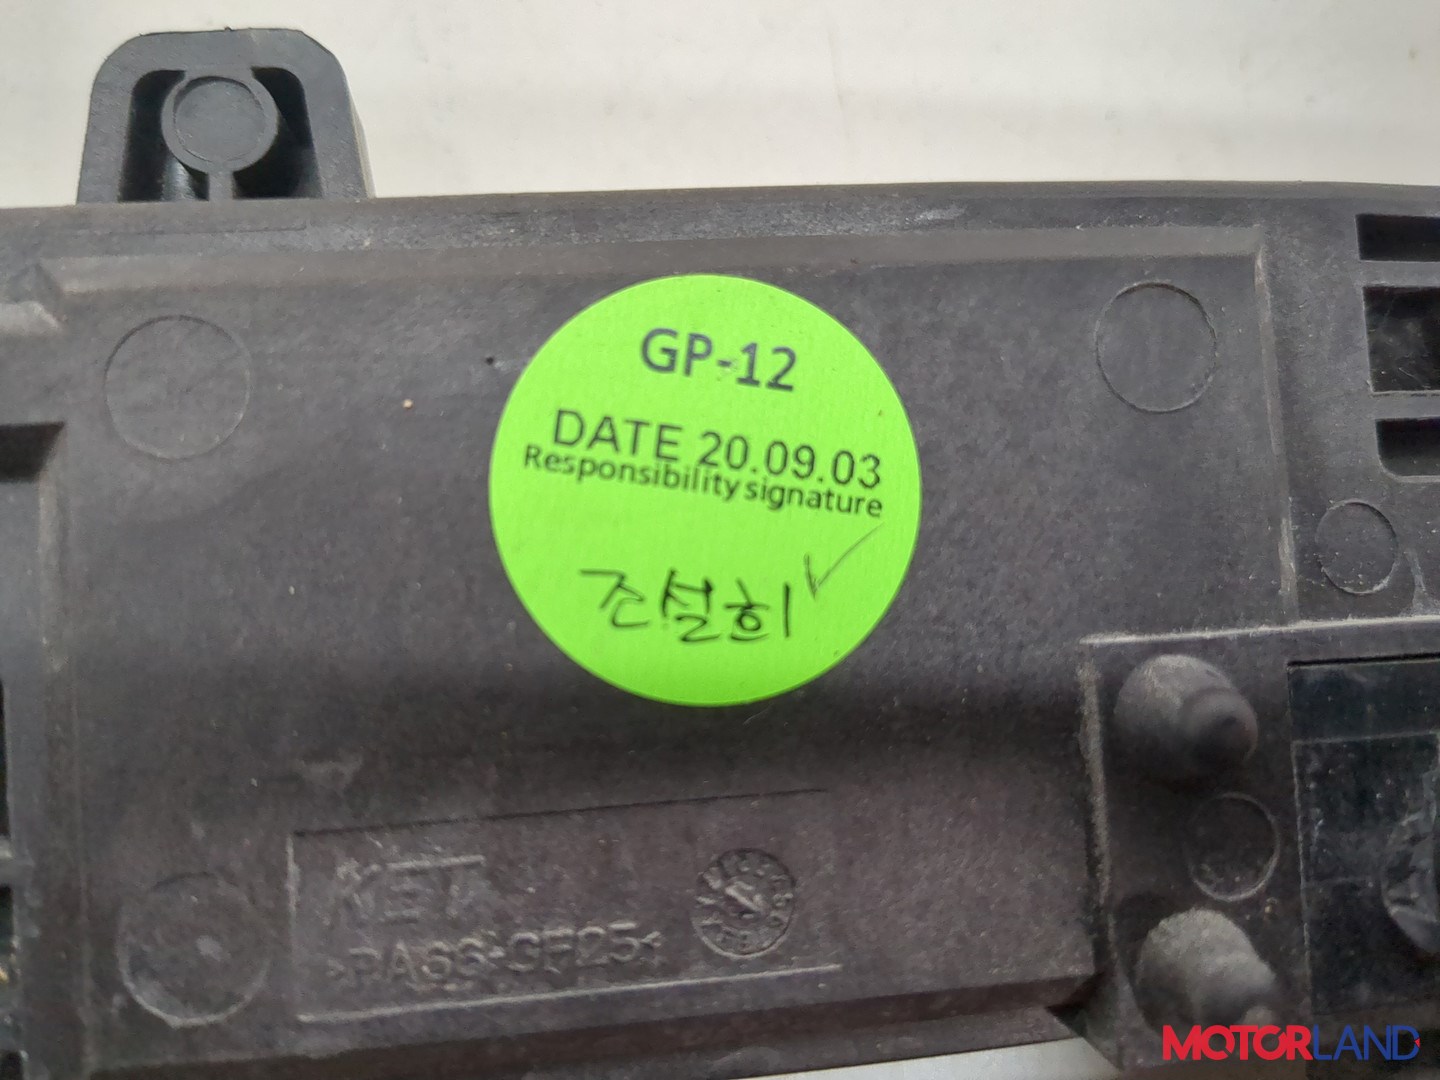 GP-12
DATE 20.09.03
Responsibility signature
조설희
KET
>PA66-GF25<
MOTORLAND